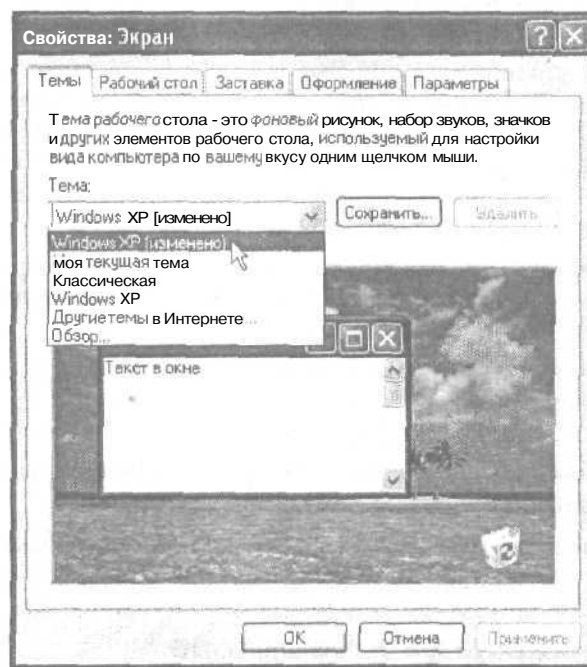 Свойства: Экран
Темы Рабочий стол Заставка Оформление Параметры
Тема рабочего стола - это фоновый рисунок, набор звуков, значков
и других элементов рабочего стола, используемый для настройки
вида компьютера по вашему вкусу одним щелчком мыши.
Тема:
Windows XP [изменено] Сохранить... Удалить
Windows XP (изменено)
моя текущая тема
Классическая
Windows XP
Другие темы в Интернете...
Обзор...
Текст в окне
OK Отмена Применить